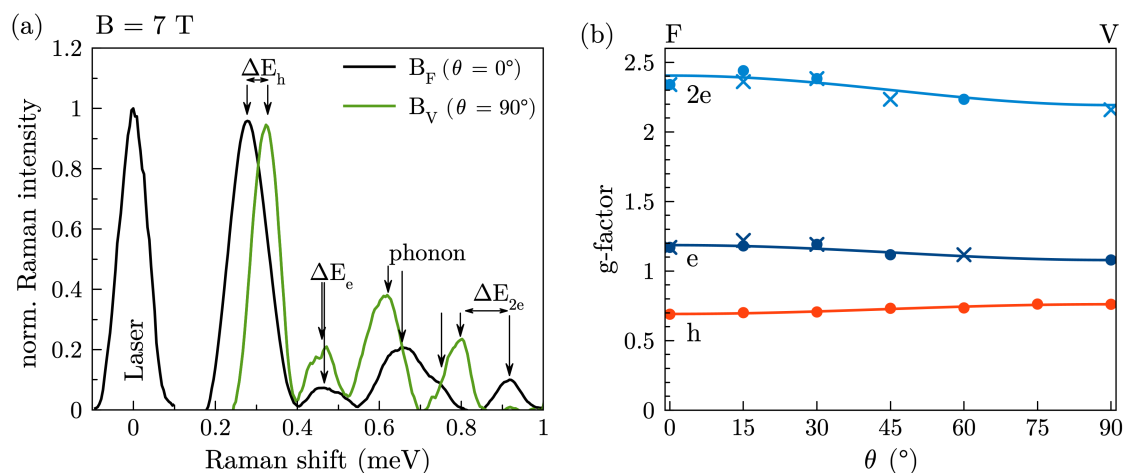 (a)
B = 7 T
norm. Raman intensity
1.2
1
0.8
0.6
0.4
0.2
0
ΔE_h
B_F (θ = 0°)
B_V (θ = 90°)
Laser
ΔE_e
phonon
ΔE_2e
0 0.2 0.4 0.6 0.8 1
Raman shift (meV)
(b)
F V
g-factor
2.5
2
1.5
1
0.5
0
2e
e
h
0 15 30 45 60 75 90
θ (°)